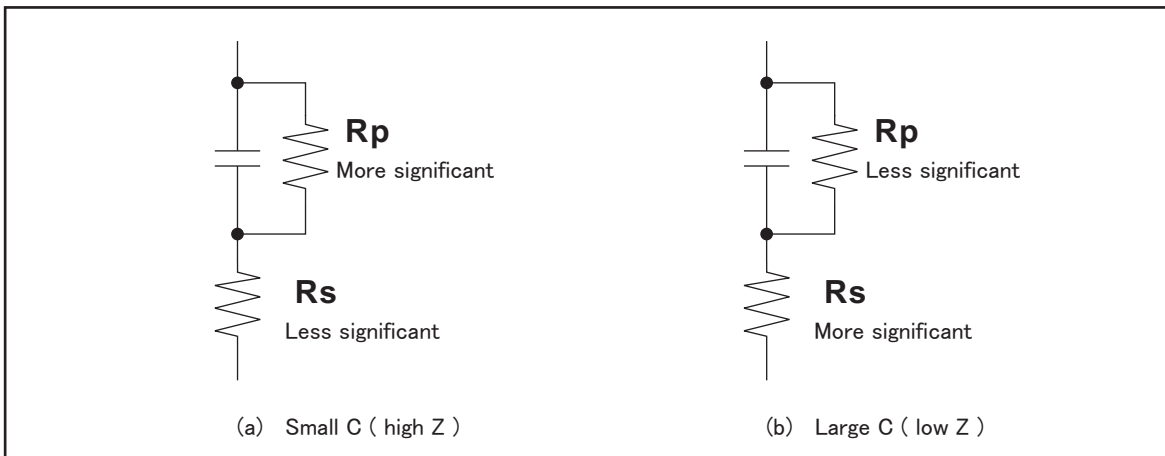 Rp
More significant
Rs
Less significant
(a) Small C ( high Z )
Rp
Less significant
Rs
More significant
(b) Large C ( low Z )